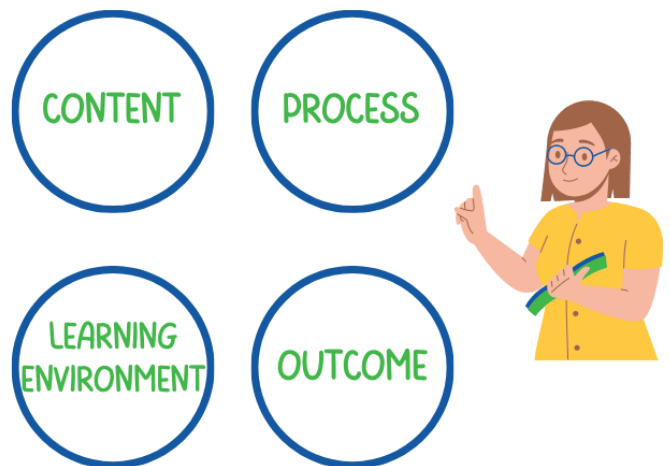 CONTENT
PROCESS
LEARNING
ENVIRONMENT
OUTCOME